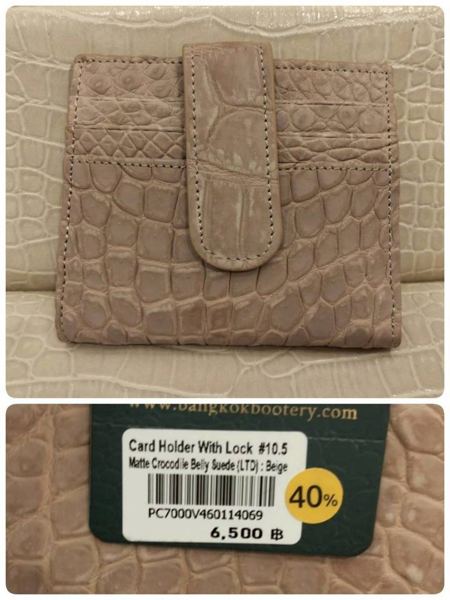 www.bangkokbootery.com
Card Holder With Lock #10.5
Matte Crocodile Belly Suede (LTD) : Beige
PC7000V460114069
6,500 ฿
40%